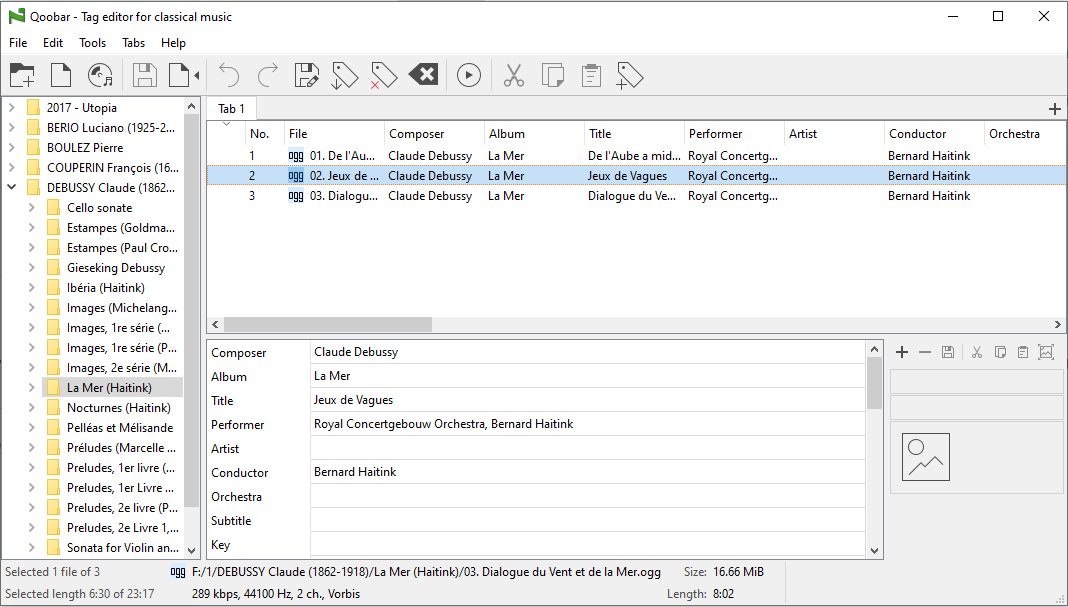 Qoobar - Tag editor for classical music
File Edit Tools Tabs Help
2017 - Utopia
BERIO Luciano (1925-2...
BOULEZ Pierre
COUPERIN François (16...
DEBUSSY Claude (1862...
Cello sonate
Estampes (Goldma...
Estampes (Paul Cro...
Gieseking Debussy
Ibéria (Haitink)
Images (Michelang...
Images, 1re série (...
Images, 1re série (P...
Images, 2e série (M...
La Mer (Haitink)
Nocturnes (Haitink)
Pelléas et Mélisande
Préludes (Marcelle ...
Preludes, 1er livre (...
Preludes, 1er Livre ...
Preludes, 2e livre (P...
Preludes, 2e Livre 1,...
Sonata for Violin an...
Tab 1
No. File Composer Album Title Performer Artist Conductor Orchestra
1 ogg 01. De l'Au... Claude Debussy La Mer De l'Aube a mid... Royal Concertg... Bernard Haitink
2 ogg 02. Jeux de ... Claude Debussy La Mer Jeux de Vagues Royal Concertg... Bernard Haitink
3 ogg 03. Dialogu... Claude Debussy La Mer Dialogue du Ve... Royal Concertg... Bernard Haitink
Composer Claude Debussy
Album La Mer
Title Jeux de Vagues
Performer Royal Concertgebouw Orchestra, Bernard Haitink
Artist
Conductor Bernard Haitink
Orchestra
Subtitle
Key
Selected 1 file of 3 ogg F:/1/DEBUSSY Claude (1862-1918)/La Mer (Haitink)/03. Dialogue du Vent et de la Mer.ogg Size: 16.66 MiB
Selected length 6:30 of 23:17 289 kbps, 44100 Hz, 2 ch., Vorbis Length: 8:02